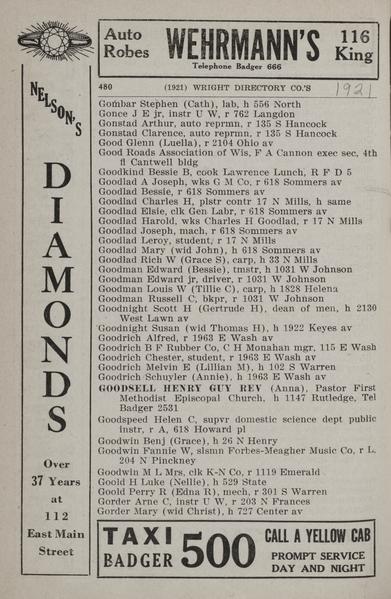 Auto Robes WEHRMANN'S 116 King
Telephone Badger 666
480 (1921) WRIGHT DIRECTORY CO.'S 1921
Gombar Stephen (Cath), lab, h 556 North
Gonce J E jr, instr U W, r 762 Langdon
Gonstad Arthur, auto reprmn, r 135 S Hancock
Gonstad Clarence, auto reprmn, r 135 S Hancock
Good Glenn (Luella), r 2104 Ohio av
Good Roads Association of Wis, F A Cannon exec sec, 4th
fl Cantwell bldg
Goodkind Bessie B, cook Lawrence Lunch, R F D 5
Goodlad A Joseph, wks G M Co, r 618 Sommers av
Goodlad Bessie, r 618 Sommers av
Goodlad Charles H, plstr contr 17 N Mills, h same
Goodlad Elsie, clk Gen Labr, r 618 Sommers av
Goodlad Harold, wks Charles H Goodlad, r 17 N Mills
Goodlad Joseph, mach, r 618 Sommers av
Goodlad Leroy, student, r 17 N Mills
Goodlad Mary (wid John), h 618 Sommers av
Goodlad Rich W (Grace S), carp, h 33 N Mills
Goodman Edward (Bessie), tmstr, h 1031 W Johnson
Goodman Edward jr, driver, r 1031 W Johnson
Goodman Louis W (Tillie C), carp, h 1828 Helena
Goodman Russell C, bkpr, r 1031 W Johnson
Goodnight Scott H (Gertrude H), dean of men, h 2130
West Lawn av
Goodnight Susan (wid Thomas H), h 1922 Keyes av
Goodrich Alfred, r 1963 E Wash av
Goodrich B F Rubber Co, C H Monahan mgr, 115 E Wash
Goodrich Chester, student, r 1963 E Wash av
Goodrich Melvin E (Lillian M), h 102 S Warren
Goodrich Schuyler (Annie), h 1963 E Wash av
GOODSELL HENRY GUY REV (Anna), Pastor First
Methodist Episcopal Church, h 1147 Rutledge, Tel
Badger 2531
Goodspeed Helen C, suprv domestic science dept public
instr, r A, 618 Howard pl
Goodwin Benj (Grace), h 26 N Henry
Goodwin Fannie W, slsmn Forbes-Meagher Music Co, r L.
204 N Pinckney
Goodwin M L Mrs, clk K-N Co, r 1119 Emerald
Goold H Luke (Nellie), h 529 State
Goold Perry R (Edna R), mech, r 301 S Warren
Gorder Arne C, instr U W, r 203 N Frances
Gorder Mary (wid Christ), h 727 Center av
NELSON'S
DIAMONDS
Over
37 Years
at
112
East Main
Street
TAXI BADGER 500
CALL A YELLOW CAB
PROMPT SERVICE
DAY AND NIGHT